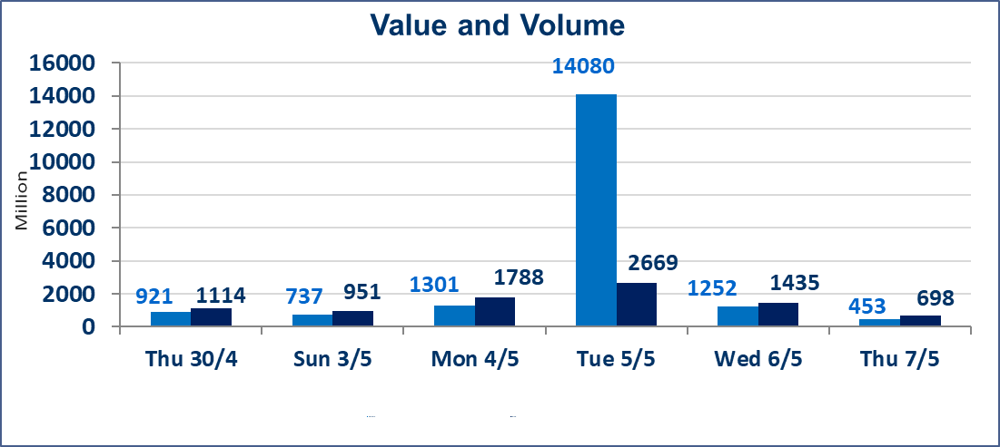 Value and Volume
Million
16000
14000
12000
10000
8000
6000
4000
2000
0
921
1114
737
951
1301
1788
14080
2669
1252
1435
453
698
Thu 30/4
Sun 3/5
Mon 4/5
Tue 5/5
Wed 6/5
Thu 7/5